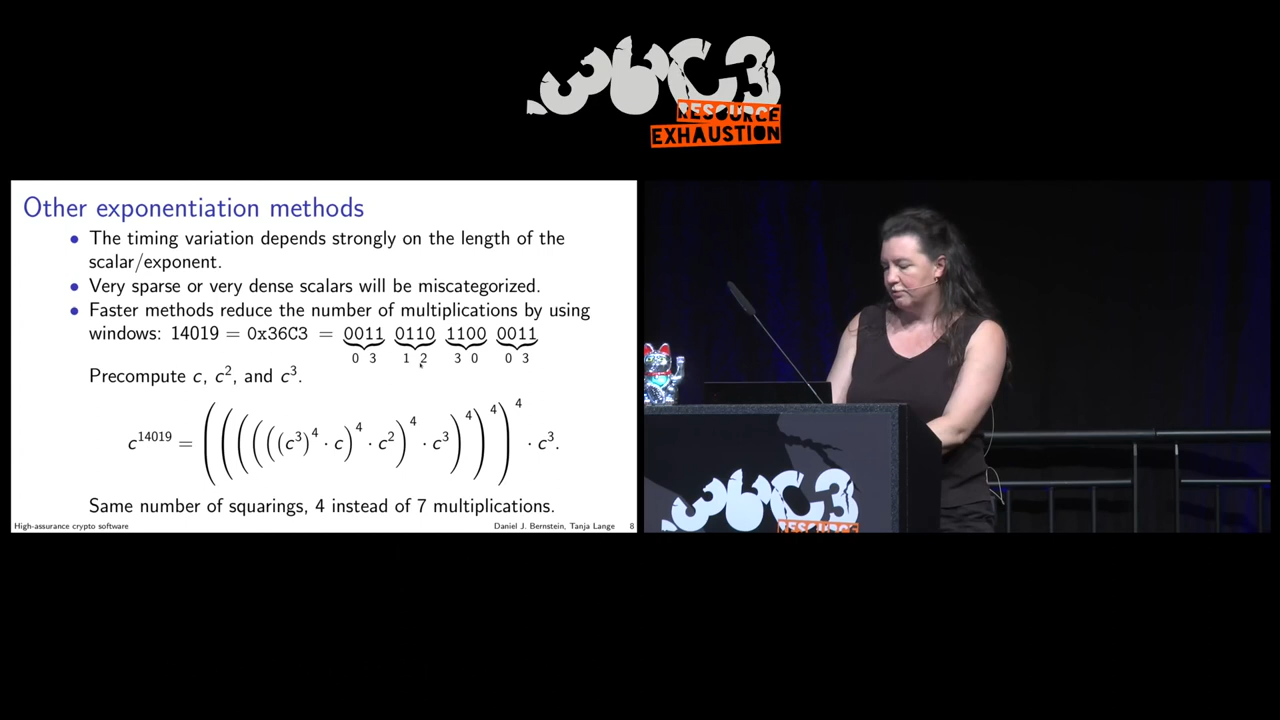 36C3
RESOURCE
EXHAUSTION
Other exponentiation methods
• The timing variation depends strongly on the length of the
scalar/exponent.
• Very sparse or very dense scalars will be miscategorized.
• Faster methods reduce the number of multiplications by using
windows: 14019 = 0x36C3 = 0011 0110 1100 0011
0 3 1 2 3 0 0 3
Precompute c, c², and c³.
c¹⁴⁰¹⁹ = ((((((c³)⁴ · c)⁴ · c²)⁴ · c³)⁴)⁴)⁴ · c³.
Same number of squarings, 4 instead of 7 multiplications.
High-assurance crypto software Daniel J. Bernstein, Tanja Lange 8
36C3
RESOURCE